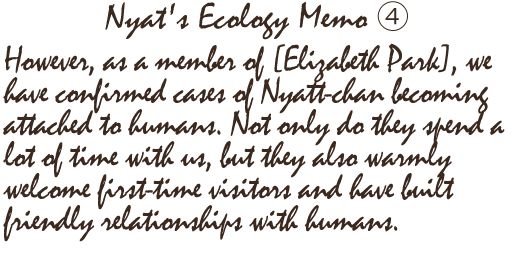 Nyat's Ecology Memo ④
However, as a member of [Elizabeth Park], we
have confirmed cases of Nyatt-chan becoming
attached to humans. Not only do they spend a
lot of time with us, but they also warmly
welcome first-time visitors and have built
friendly relationships with humans.